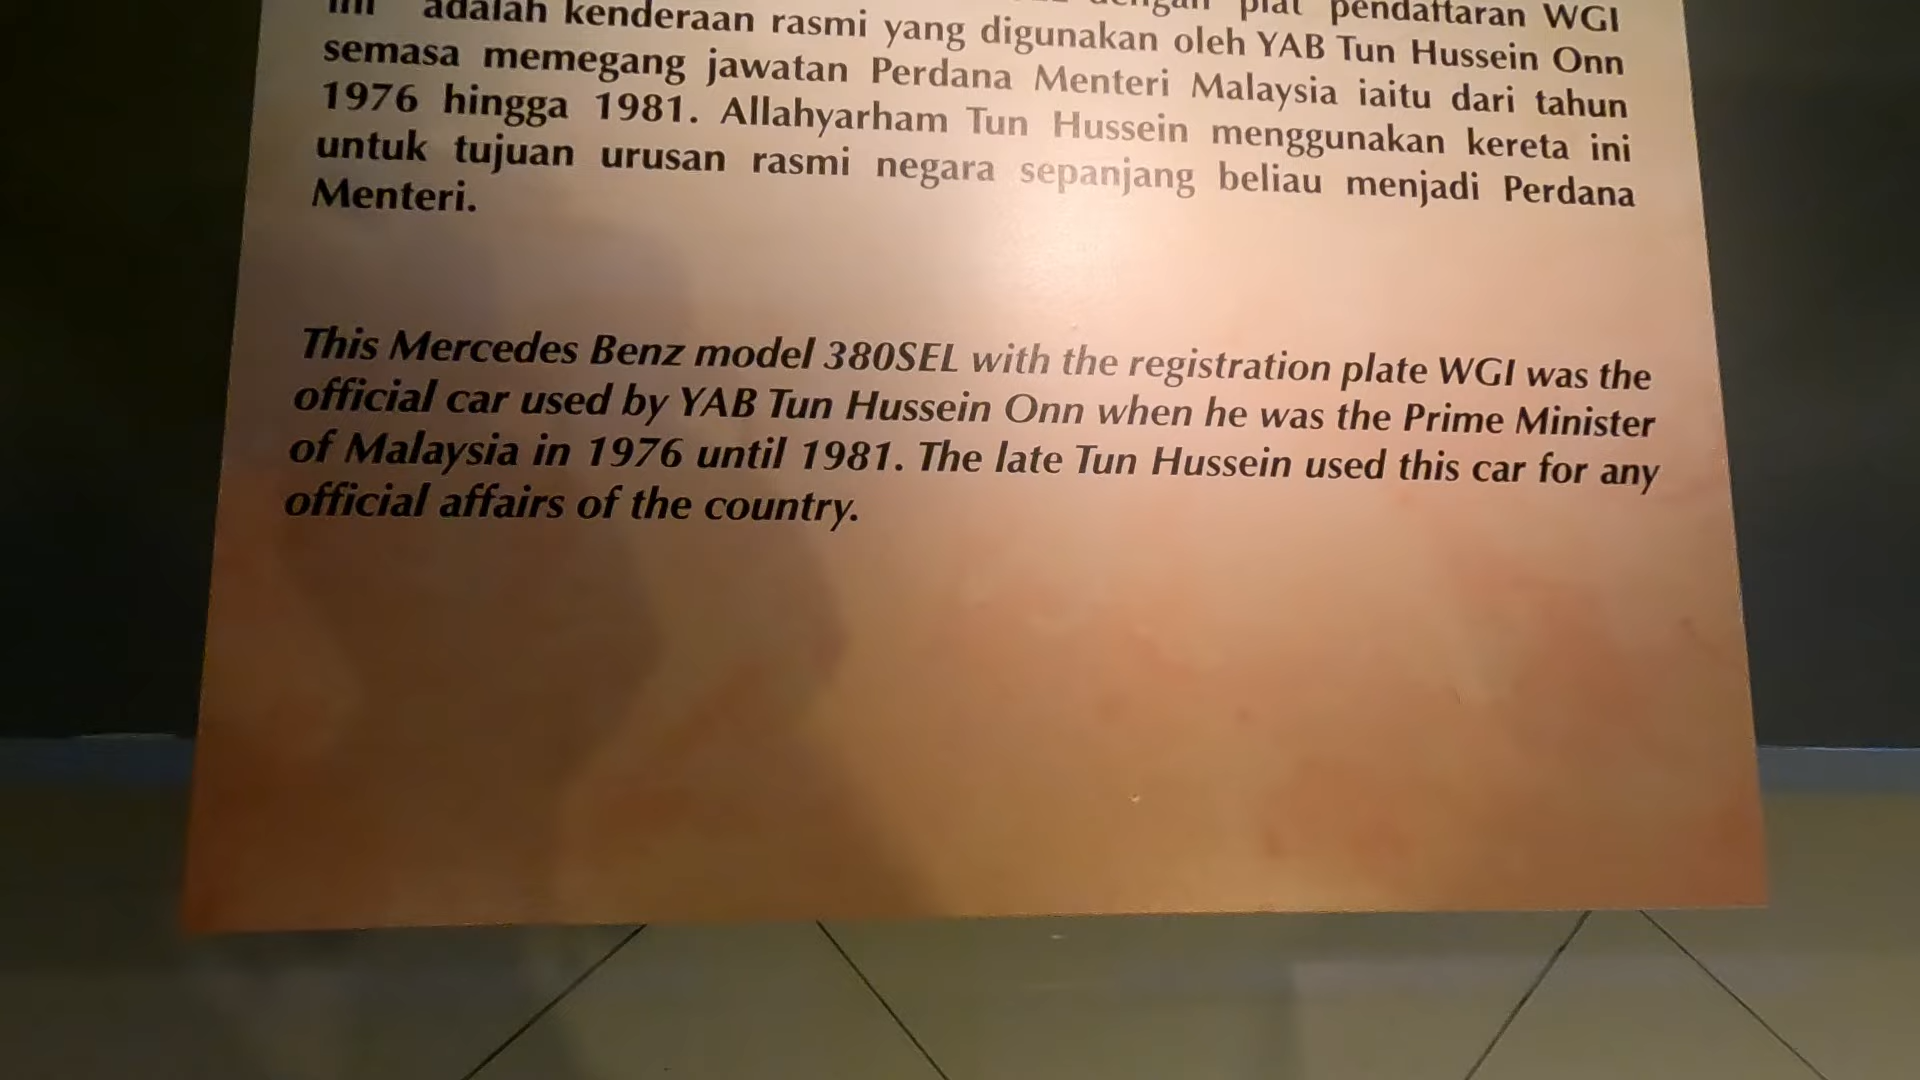 ini adalah kenderaan rasmi yang digunakan oleh YAB Tun Hussein Onn
dengan plat pendaftaran WGI
semasa memegang jawatan Perdana Menteri Malaysia iaitu dari tahun
1976 hingga 1981. Allahyarham Tun Hussein menggunakan kereta ini
untuk tujuan urusan rasmi negara sepanjang beliau menjadi Perdana
Menteri.
This Mercedes Benz model 380SEL with the registration plate WGI was the
official car used by YAB Tun Hussein Onn when he was the Prime Minister
of Malaysia in 1976 until 1981. The late Tun Hussein used this car for any
official affairs of the country.